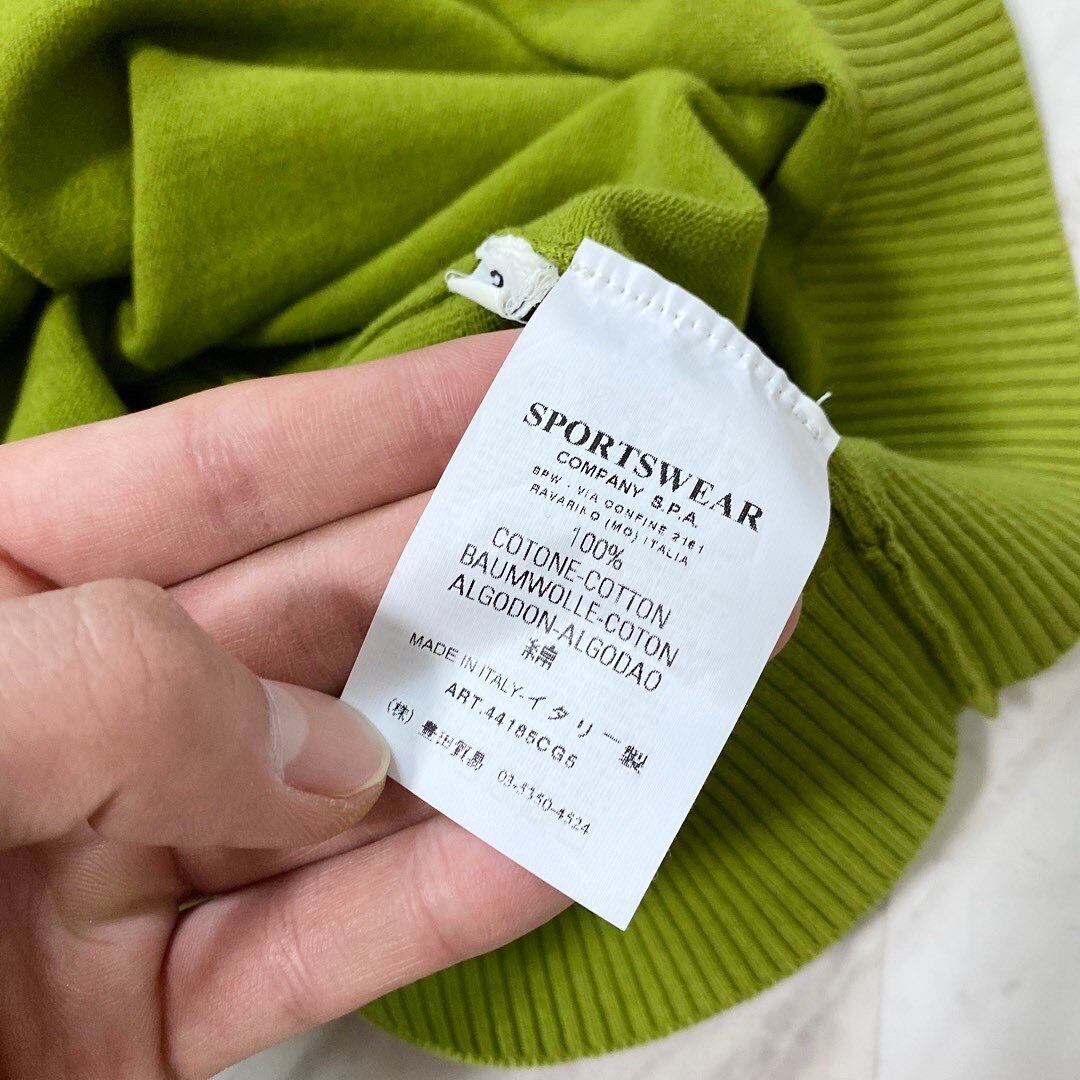 SPORTSWEAR
COMPANY S.P.A.
SPW - VIA CONFINE 2161
RAVARINO (MO) ITALIA
100%
COTONE-COTTON
BAUMWOLLE-COTON
ALGODON-ALGODAO
綿
MADE IN ITALY-イタリー製
ART.44185CG5
(株) 豊田貿易 03-5350-4524